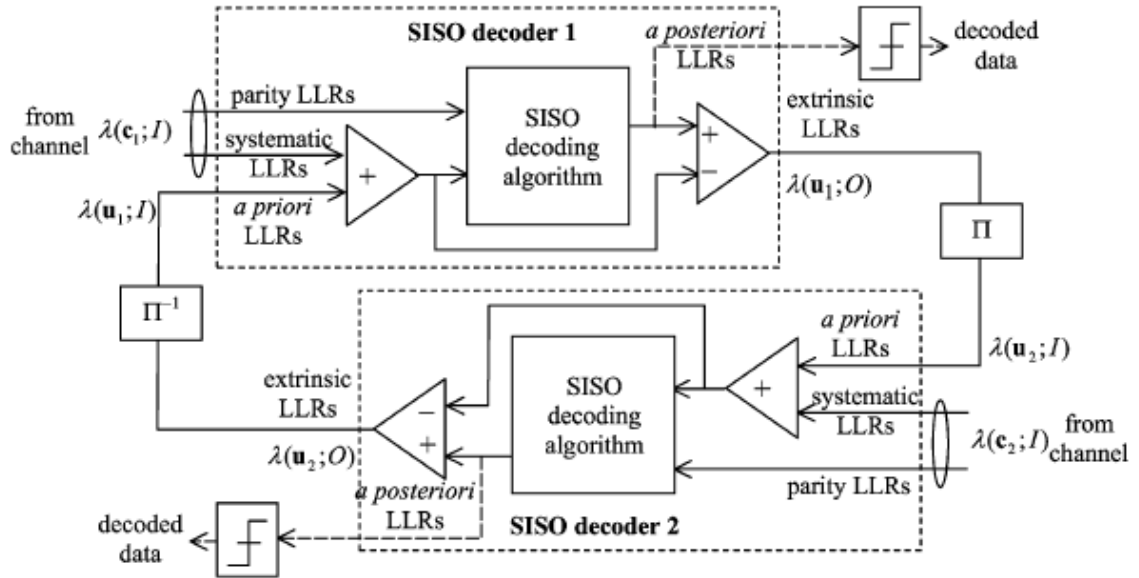 SISO decoder 1
a posteriori
LLRs
decoded
data
from
channel
λ(c₁;I)
parity LLRs
systematic
LLRs
λ(u₁;I)
a priori
LLRs
+
SISO
decoding
algorithm
+
−
extrinsic
LLRs
λ(u₁;O)
Π
Π⁻¹
a priori
LLRs
λ(u₂;I)
systematic
LLRs
+
λ(c₂;I)
from
channel
parity LLRs
SISO
decoding
algorithm
−
+
extrinsic
LLRs
λ(u₂;O)
a posteriori
LLRs
SISO decoder 2
decoded
data